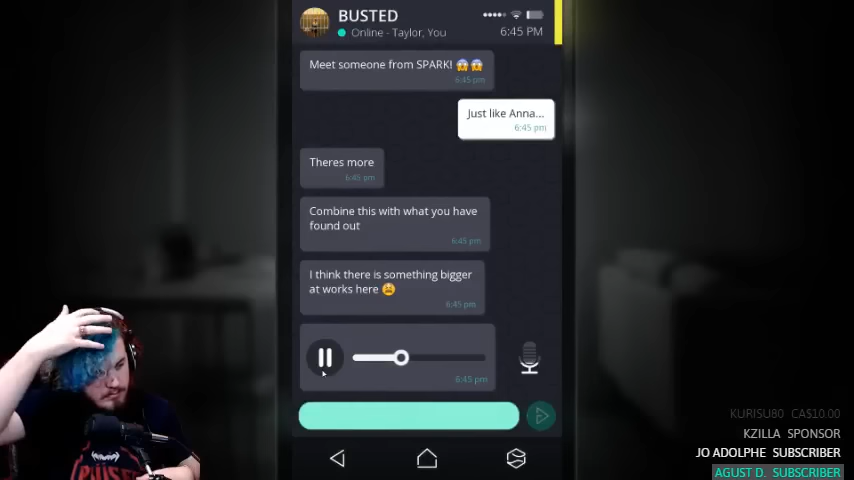 BUSTED
Online - Taylor, You
6:45 PM
Meet someone from SPARK! 😱😱
6:45 pm
Just like Anna...
6:45 pm
Theres more
6:45 pm
Combine this with what you have
found out
6:45 pm
I think there is something bigger
at works here 😩
6:45 pm
6:45 pm
KURISU80 CA$10.00
KZILLA SPONSOR
JO ADOLPHE SUBSCRIBER
AGUST D. SUBSCRIBER